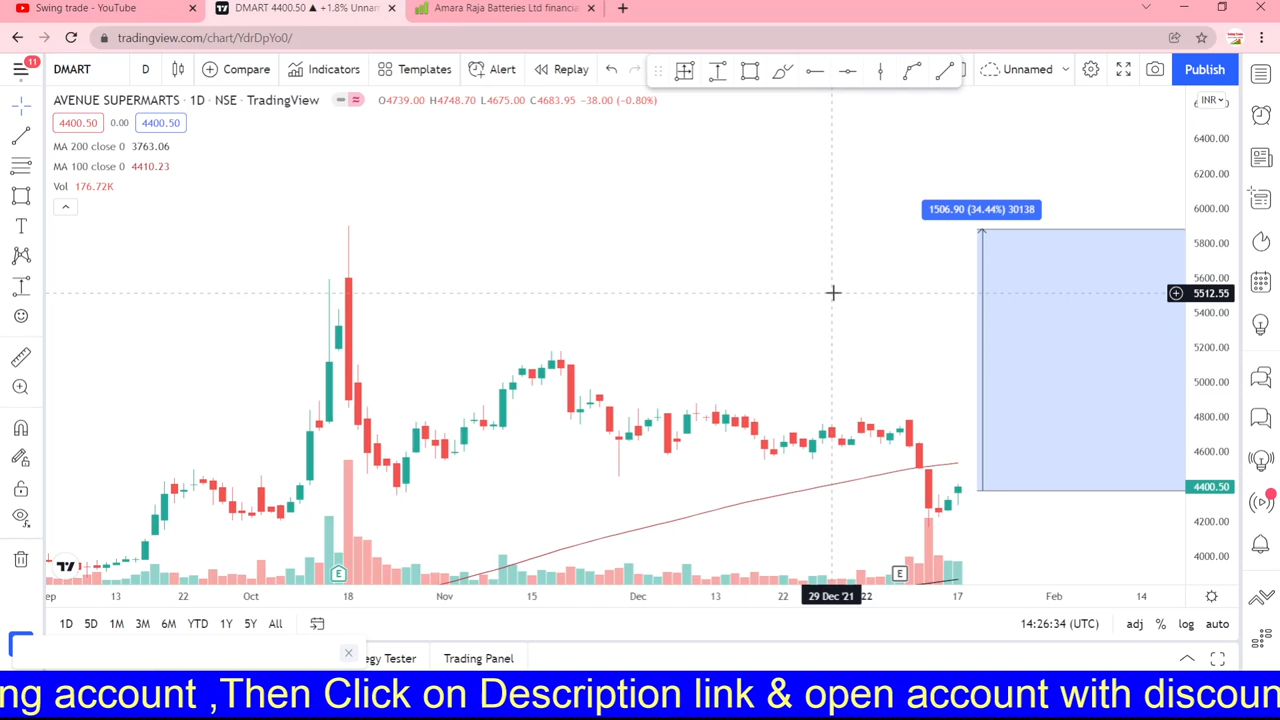 Swing trade - YouTube
DMART 4400.50 ▲ +1.8% Unnam
Amara Raja Batteries Ltd financia
tradingview.com/chart/YdrDpYo0/
11
DMART
D
Compare
Indicators
Templates
Alert
Replay
Unnamed
Publish
AVENUE SUPERMARTS · 1D · NSE · TradingView
O4739.00 H4748.70 L4675.00 C4683.95 −38.00 (−0.80%)
INR
4400.50
0.00
4400.50
MA 200 close 0 3763.06
MA 100 close 0 4410.23
Vol 176.72K
1506.90 (34.44%) 30138
6400.00
6200.00
6000.00
5800.00
5600.00
5512.55
5400.00
5200.00
5000.00
4800.00
4600.00
4400.50
4200.00
4000.00
E
E
ep
13
22
Oct
18
Nov
15
Dec
13
22
29 Dec '21
22
17
Feb
14
1D
5D
1M
3M
6M
YTD
1Y
5Y
All
14:26:34 (UTC)
adj
%
log
auto
egy Tester
Trading Panel
ng account ,Then Click on Description link & open account with discoun